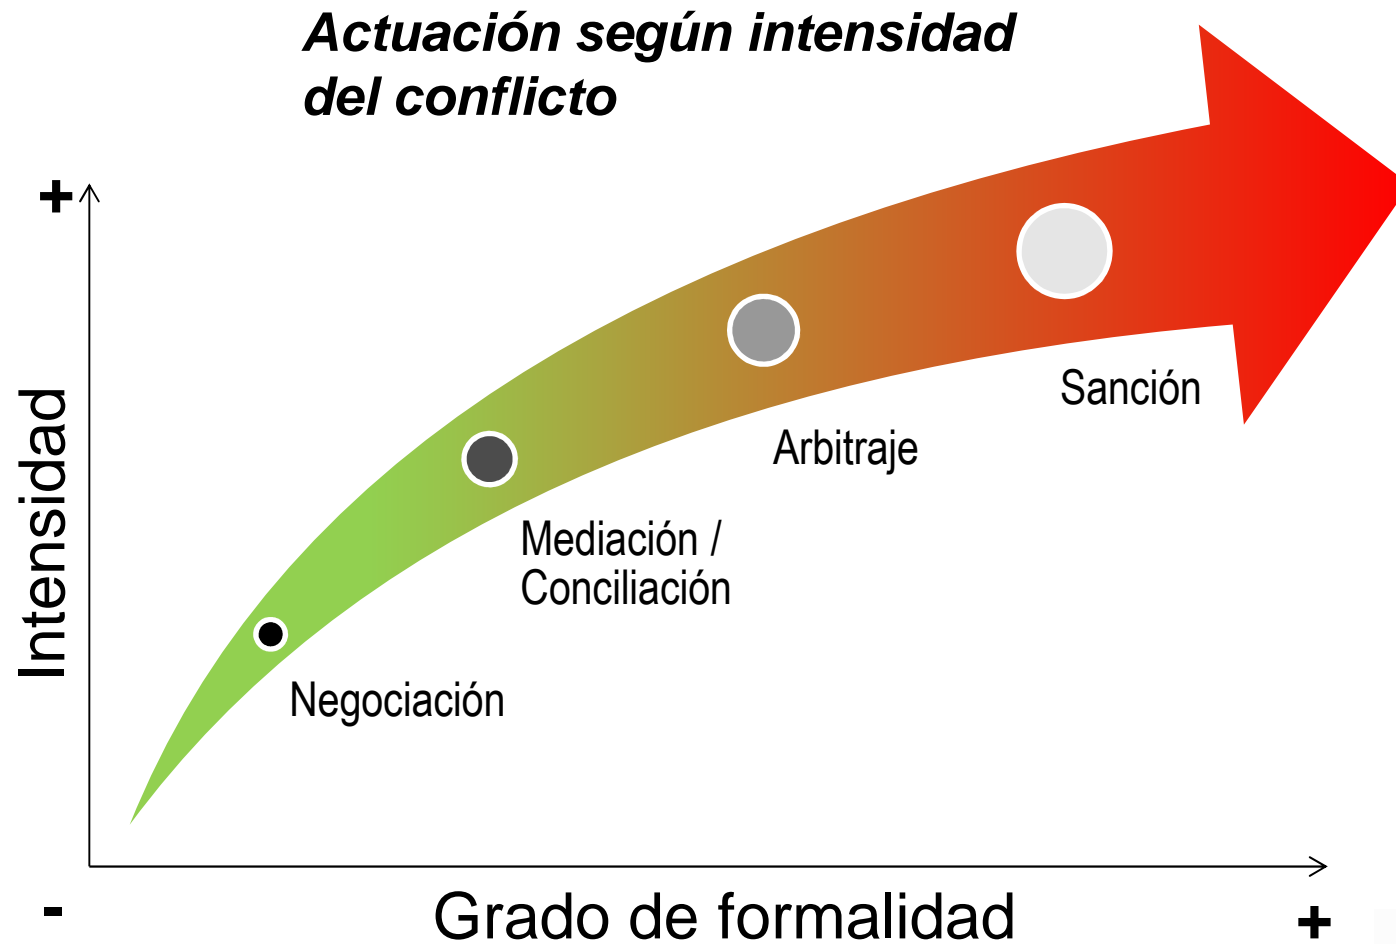 Actuación según intensidad
del conflicto
+
Intensidad
Sanción
Arbitraje
Mediación /
Conciliación
Negociación
-
Grado de formalidad
+